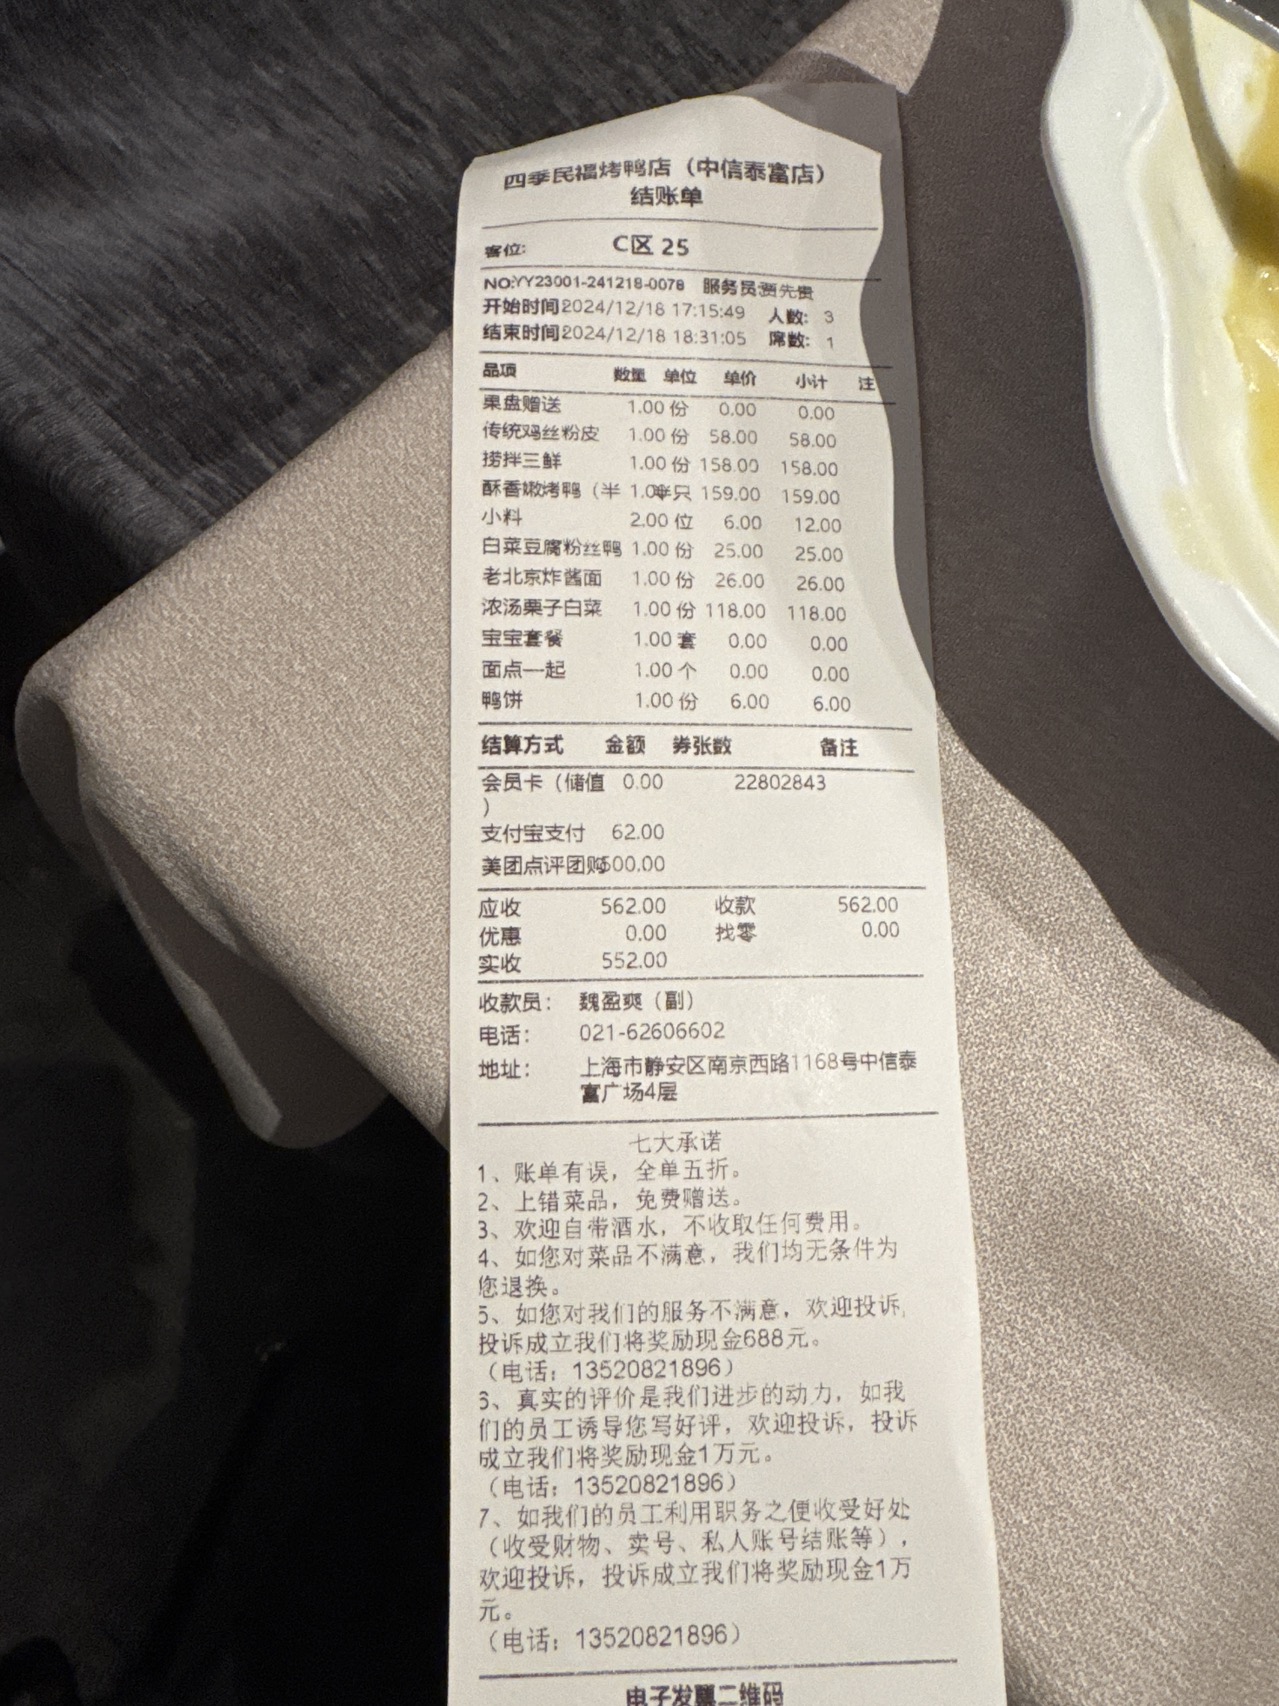 四季民福烤鸭店（中信泰富店）
结账单
客位： C区 25
NO:YY23001-241218-0078 服务员:贾先贵
开始时间2024/12/18 17:15:49 人数： 3
结束时间2024/12/18 18:31:05 席数： 1
品项 数量 单位 单价 小计 注
果盘赠送 1.00 份 0.00 0.00
传统鸡丝粉皮 1.00 份 58.00 58.00
捞拌三鲜 1.00 份 158.00 158.00
酥香嫩烤鸭（半 1.00半只 159.00 159.00
小料 2.00 位 6.00 12.00
白菜豆腐粉丝鸭 1.00 份 25.00 25.00
老北京炸酱面 1.00 份 26.00 26.00
浓汤栗子白菜 1.00 份 118.00 118.00
宝宝套餐 1.00 套 0.00 0.00
面点一起 1.00 个 0.00 0.00
鸭饼 1.00 份 6.00 6.00
结算方式 金额 券张数 备注
会员卡（储值 0.00 22802843
）
支付宝支付 62.00
美团点评团购500.00
应收 562.00 收款 562.00
优惠 0.00 找零 0.00
实收 552.00
收款员： 魏盈爽（副）
电话： 021-62606602
地址： 上海市静安区南京西路1168号中信泰
富广场4层
七大承诺
1、账单有误，全单五折。
2、上错菜品，免费赠送。
3、欢迎自带酒水，不收取任何费用。
4、如您对菜品不满意，我们均无条件为
您退换。
5、如您对我们的服务不满意，欢迎投诉，
投诉成立我们将奖励现金688元。
（电话：13520821896）
6、真实的评价是我们进步的动力，如我
们的员工诱导您写好评，欢迎投诉，投诉
成立我们将奖励现金1万元。
（电话：13520821896）
7、如我们的员工利用职务之便收受好处
（收受财物、卖号、私人账号结账等），
欢迎投诉，投诉成立我们将奖励现金1万
元。
（电话：13520821896）
电子发票二维码